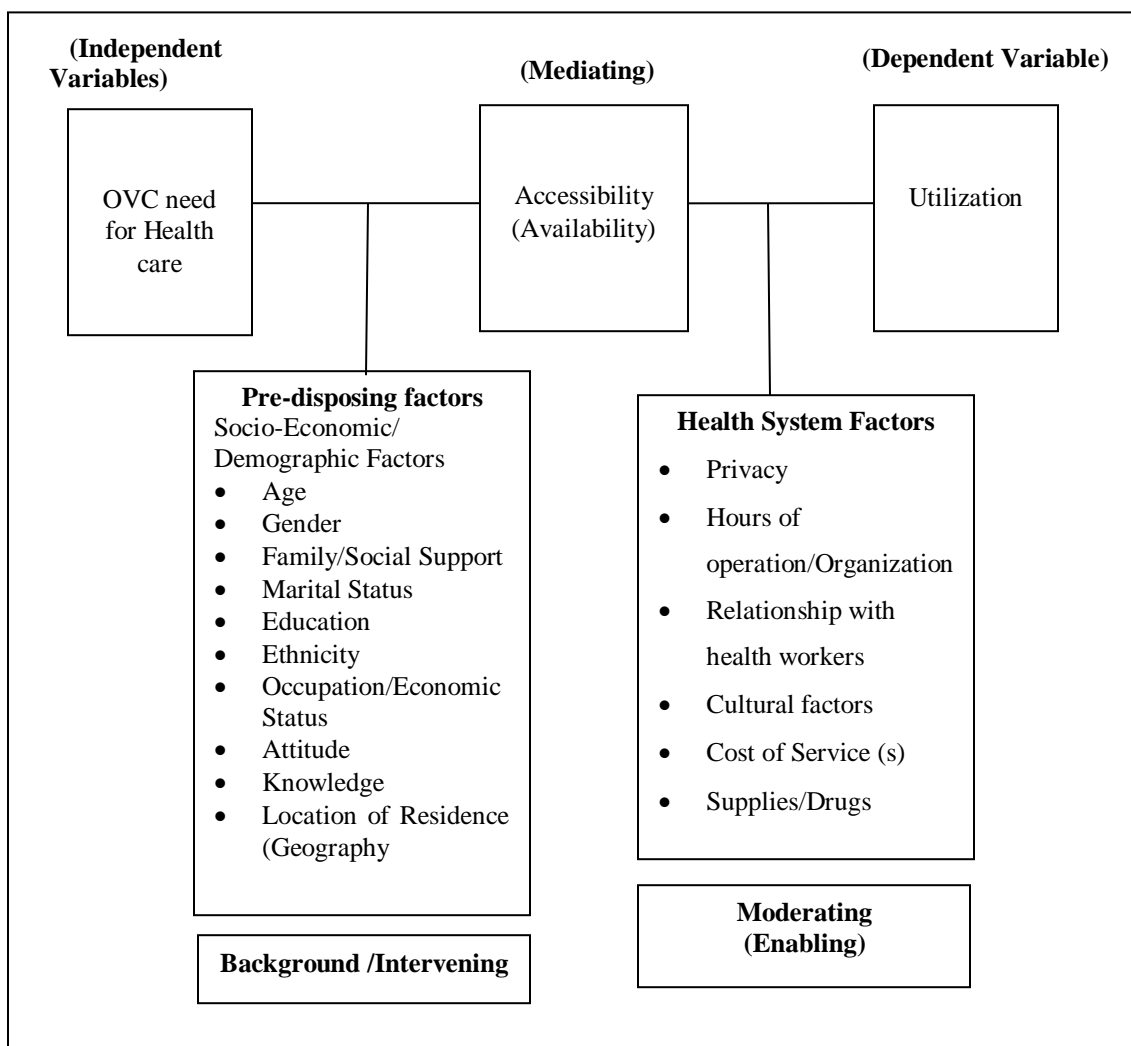 (Independent
Variables)
(Mediating)
(Dependent Variable)
OVC need
for Health
care
Accessibility
(Availability)
Utilization
Pre-disposing factors
Socio-Economic/
Demographic Factors
• Age
• Gender
• Family/Social Support
• Marital Status
• Education
• Ethnicity
• Occupation/Economic
Status
• Attitude
• Knowledge
• Location of Residence
(Geography
Health System Factors
• Privacy
• Hours of
operation/Organization
• Relationship with
health workers
• Cultural factors
• Cost of Service (s)
• Supplies/Drugs
Background /Intervening
Moderating
(Enabling)